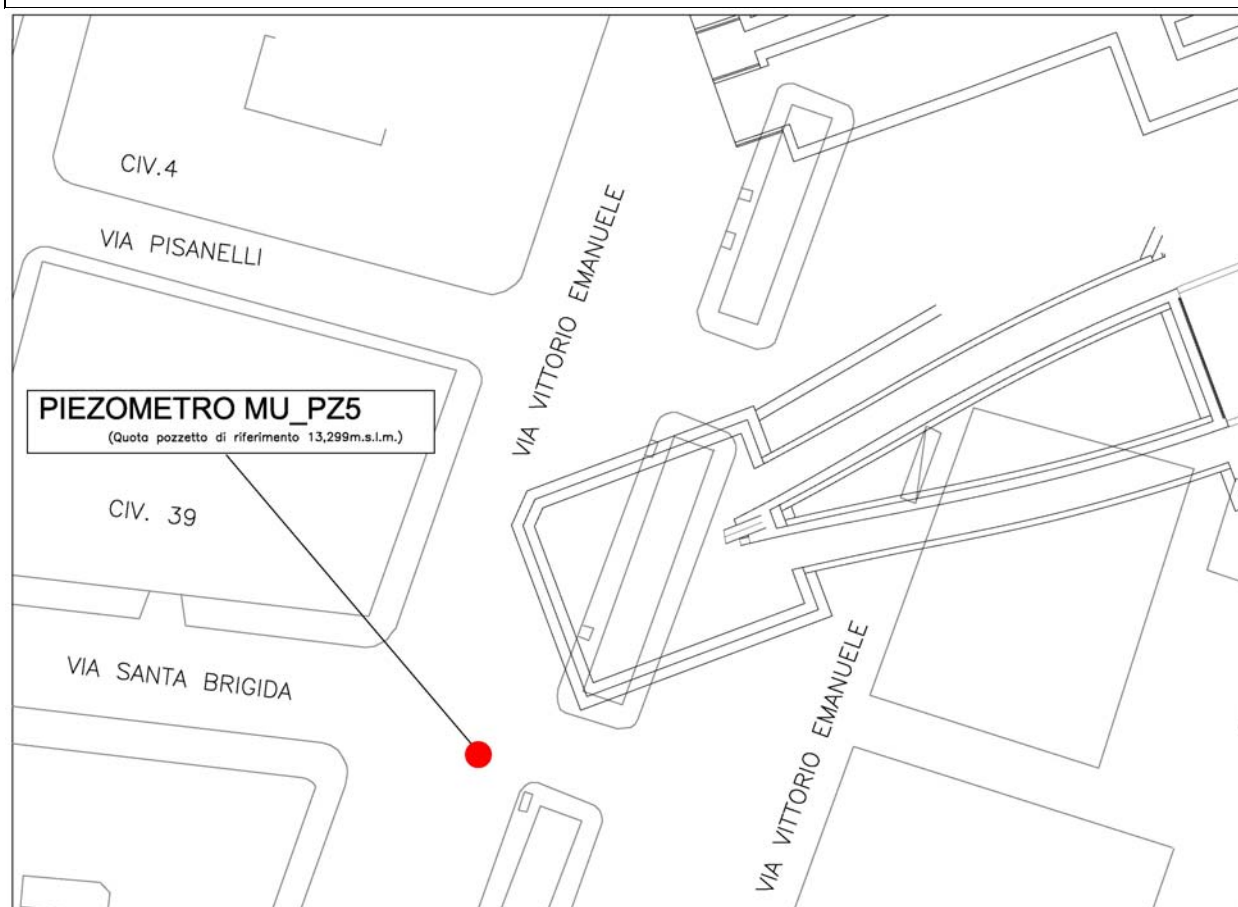 CIV.4
VIA PISANELLI
VIA VITTORIO EMANUELE
PIEZOMETRO MU_PZ5
(Quota pozzetto di riferimento 13,299m.s.l.m.)
CIV. 39
VIA SANTA BRIGIDA
VIA VITTORIO EMANUELE